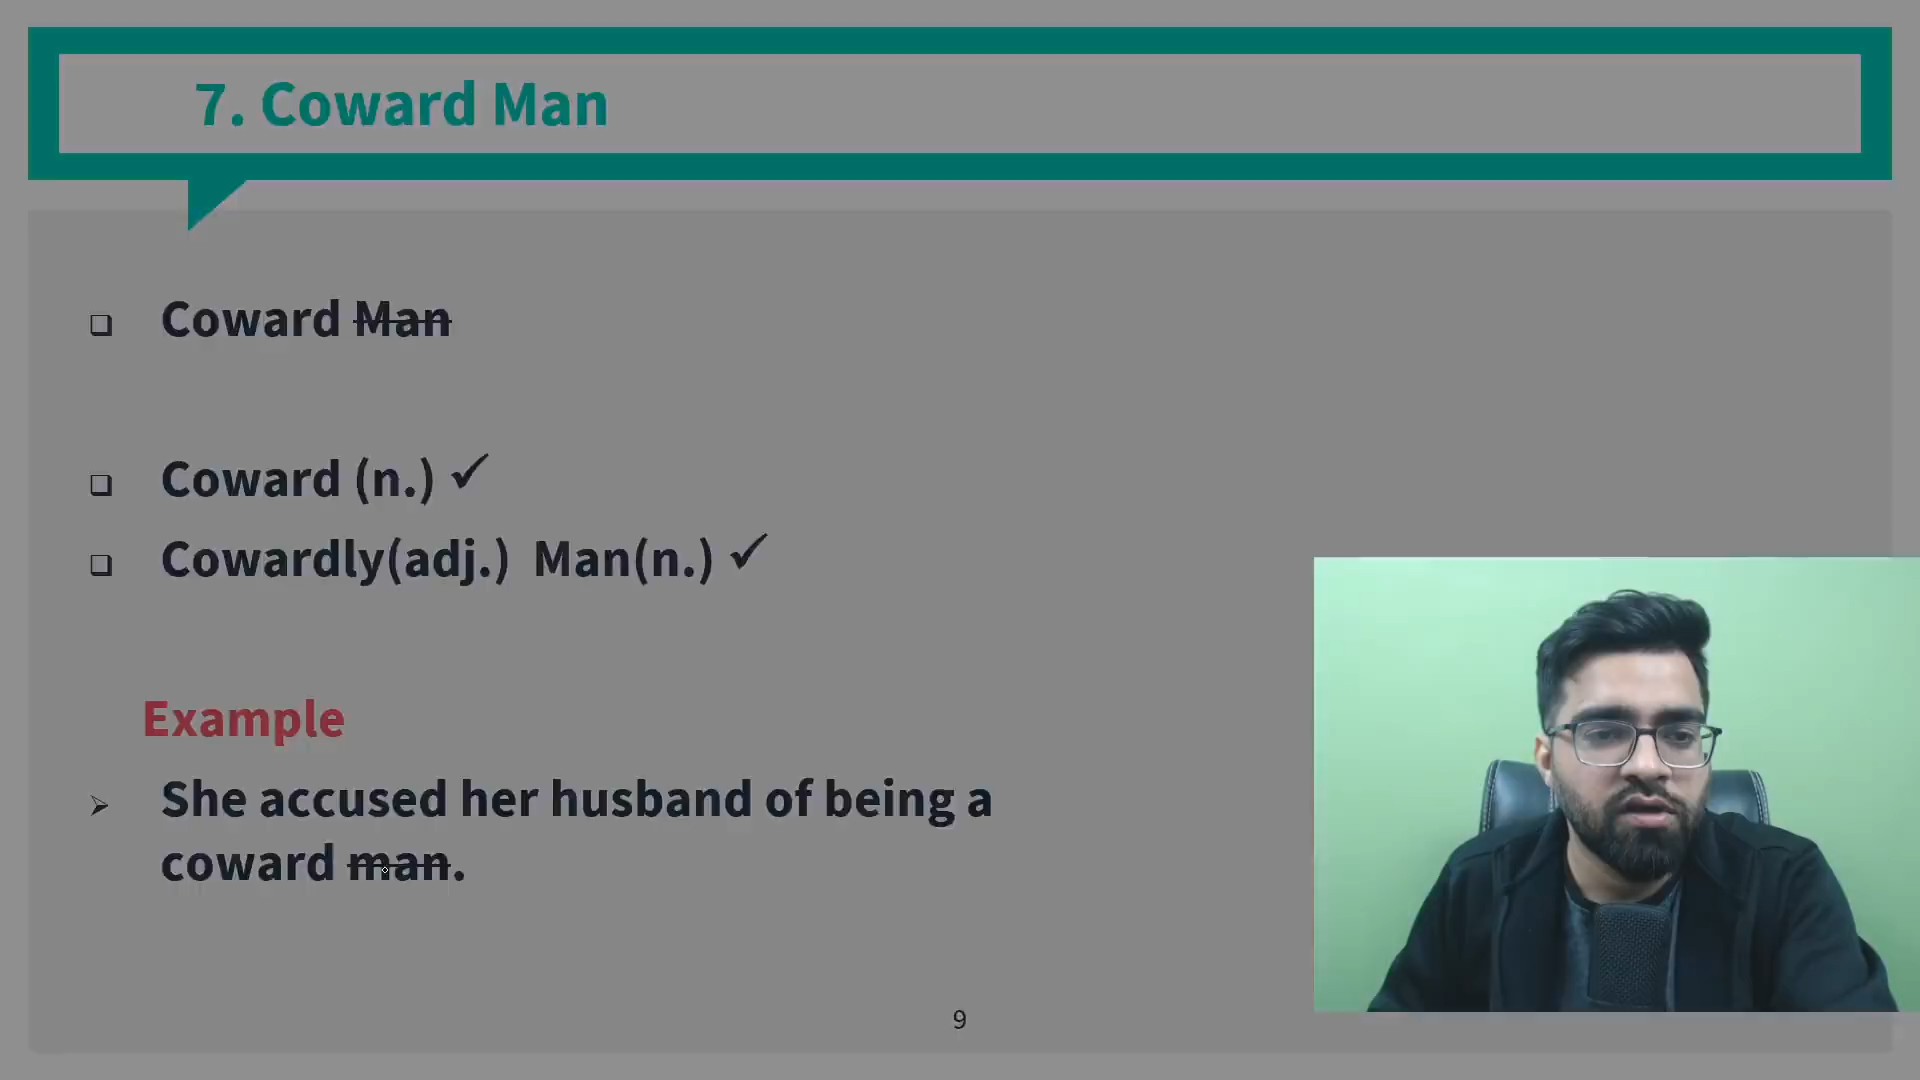 7. Coward Man
Coward Man
Coward (n.) ✓
Cowardly(adj.) Man(n.) ✓
Example
She accused her husband of being a
coward man.
9